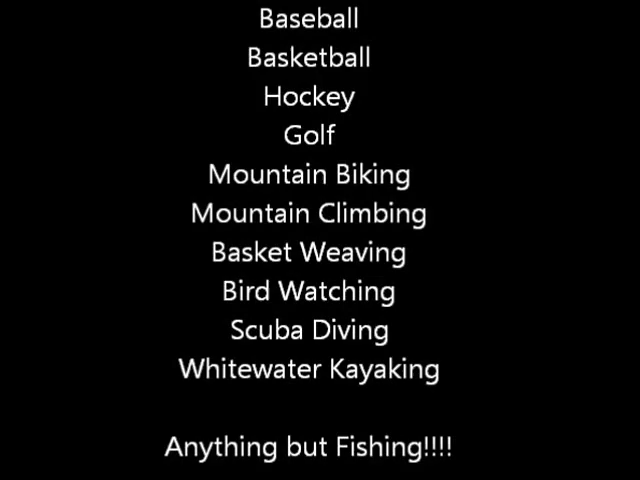 Baseball
Basketball
Hockey
Golf
Mountain Biking
Mountain Climbing
Basket Weaving
Bird Watching
Scuba Diving
Whitewater Kayaking
Anything but Fishing!!!!